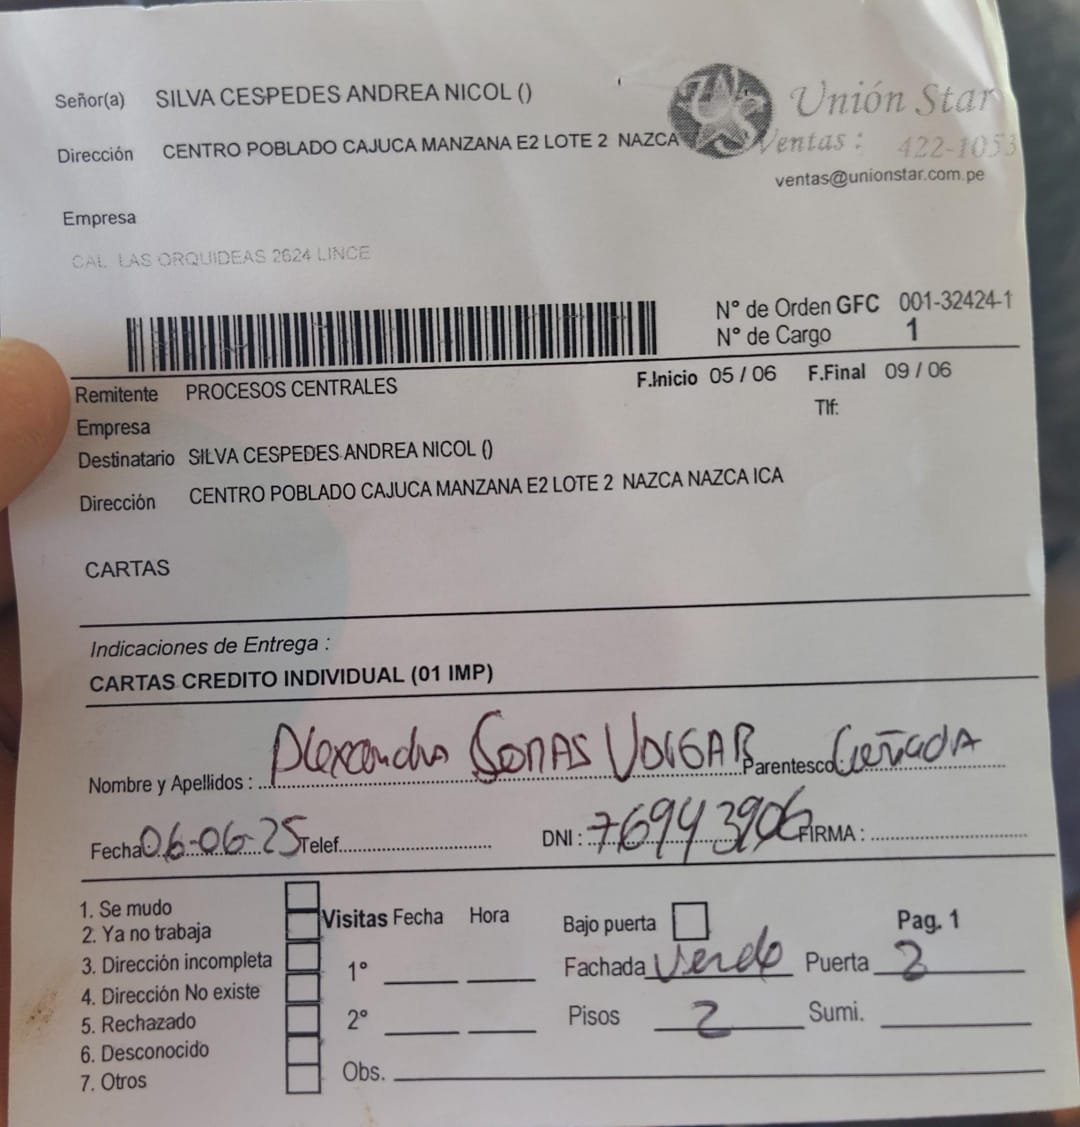 Señor(a) SILVA CESPEDES ANDREA NICOL ()
Unión Star
Dirección CENTRO POBLADO CAJUCA MANZANA E2 LOTE 2 NAZCA
Ventas: 422-1053
ventas@unionstar.com.pe
Empresa
CAL LAS ORQUIDEAS 2624 LINCE
N° de Orden GFC 001-32424-1
N° de Cargo 1
Remitente PROCESOS CENTRALES
F.Inicio 05 / 06 F.Final 09 / 06
Empresa
Tlf:
Destinatario SILVA CESPEDES ANDREA NICOL ()
Dirección CENTRO POBLADO CAJUCA MANZANA E2 LOTE 2 NAZCA NAZCA ICA
CARTAS
Indicaciones de Entrega :
CARTAS CREDITO INDIVIDUAL (01 IMP)
Nombre y Apellidos : Parentesco Cuñada
Fecha 06-06-25 Telef. DNI : 76943906 FIRMA :
1. Se mudo
2. Ya no trabaja
3. Dirección incompleta
4. Dirección No existe
5. Rechazado
6. Desconocido
7. Otros
Visitas Fecha Hora
1°
2°
Obs.
Bajo puerta
Pag. 1
Fachada Verde Puerta 2
Pisos 2 Sumi.